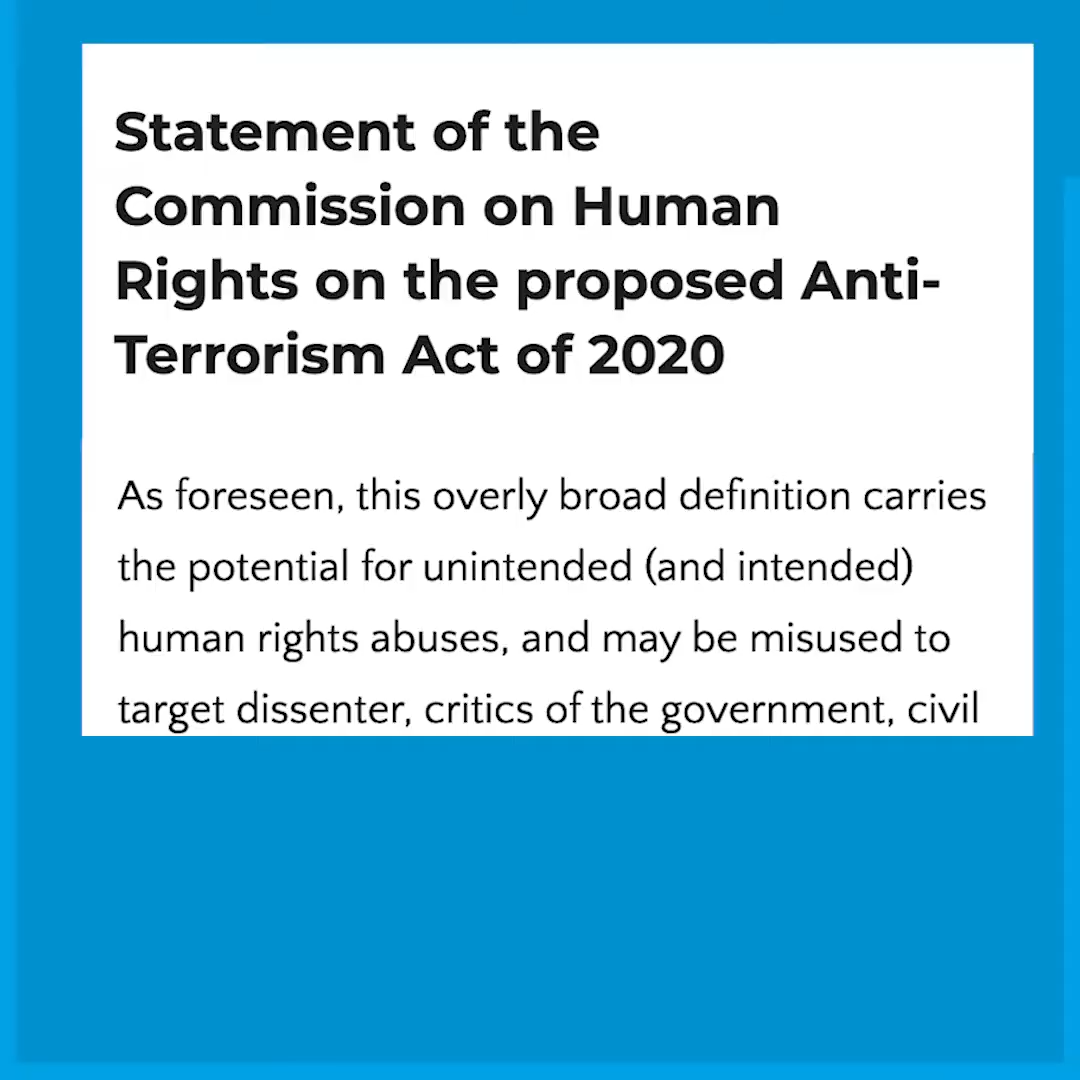 Statement of the
Commission on Human
Rights on the proposed Anti-
Terrorism Act of 2020
As foreseen, this overly broad definition carries
the potential for unintended (and intended)
human rights abuses, and may be misused to
target dissenter, critics of the government, civil